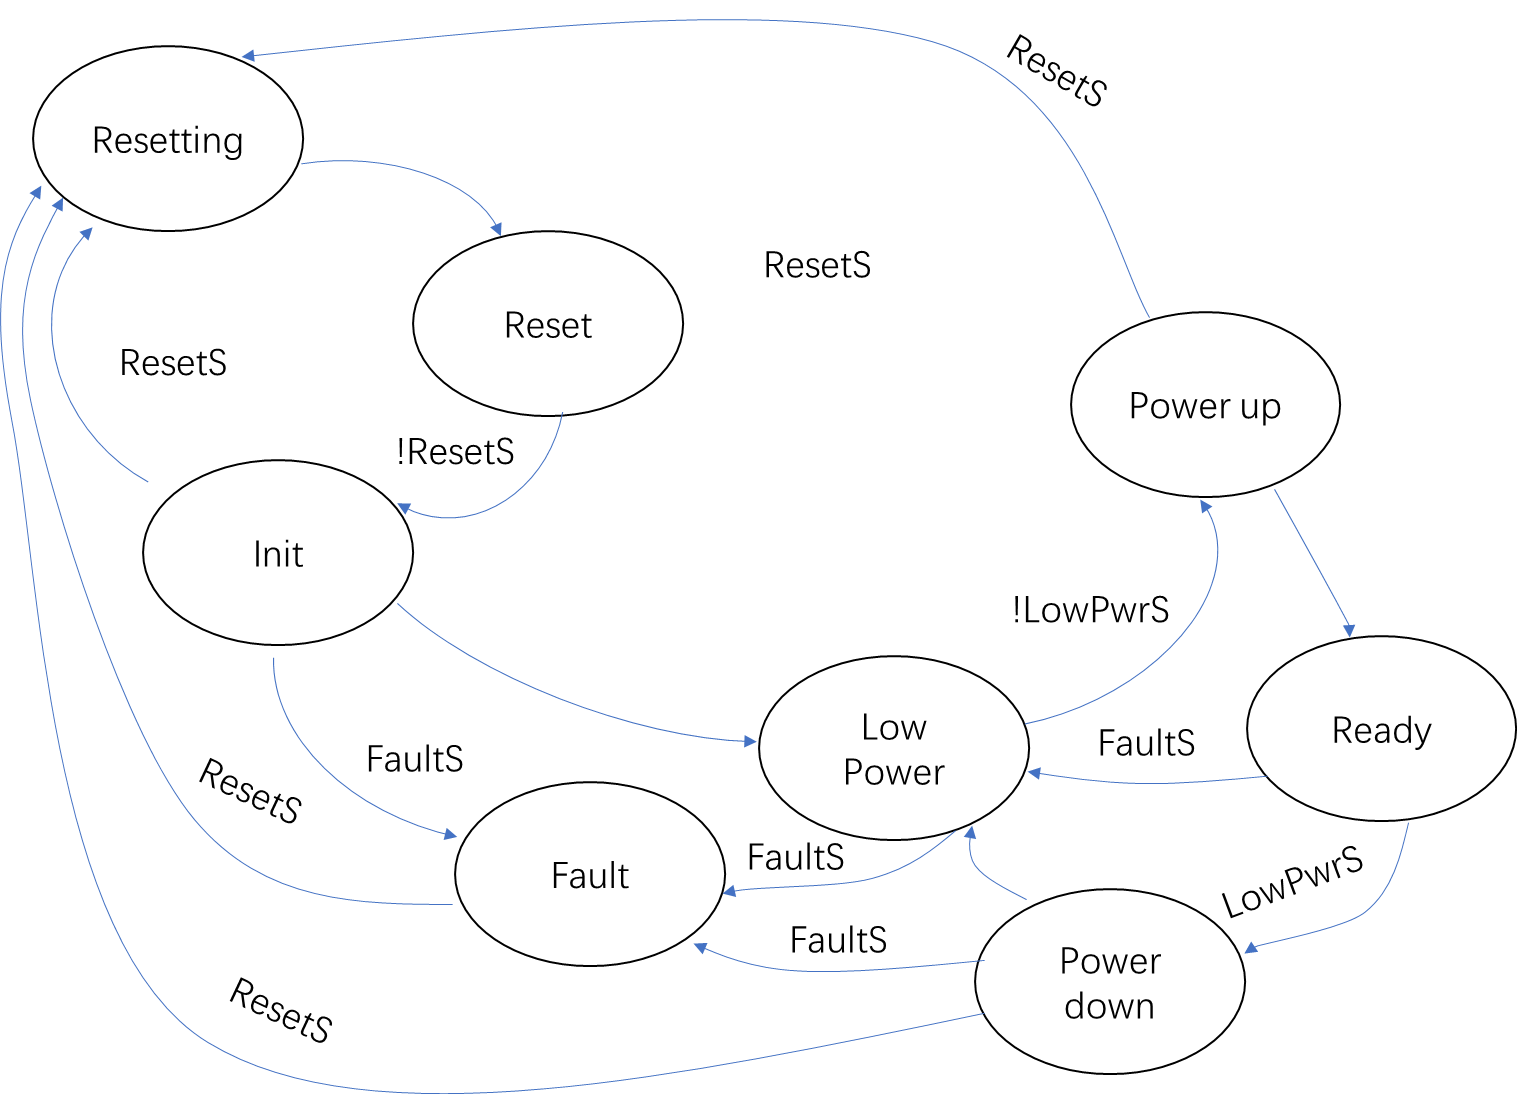 ResetS
Resetting
ResetS
Reset
ResetS
Power up
!ResetS
Init
!LowPwrS
Low
Power
FaultS
Ready
FaultS
ResetS
FaultS
Fault
LowPwrS
FaultS
Power
down
ResetS